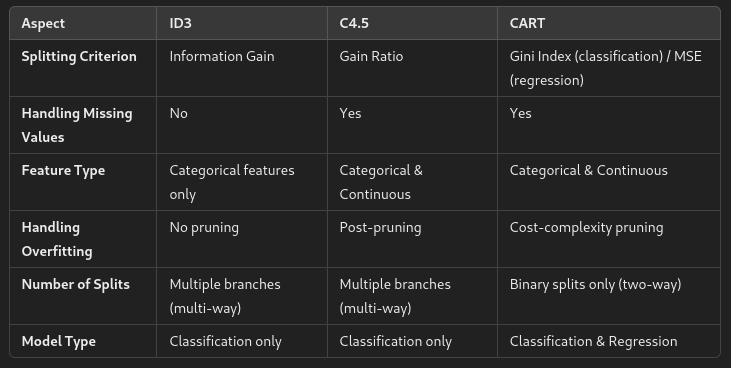 Aspect ID3 C4.5 CART
Splitting Criterion Information Gain Gain Ratio Gini Index (classification) / MSE
(regression)
Handling Missing No Yes Yes
Values
Feature Type Categorical features Categorical & Categorical & Continuous
only Continuous
Handling No pruning Post-pruning Cost-complexity pruning
Overfitting
Number of Splits Multiple branches Multiple branches Binary splits only (two-way)
(multi-way) (multi-way)
Model Type Classification only Classification only Classification & Regression